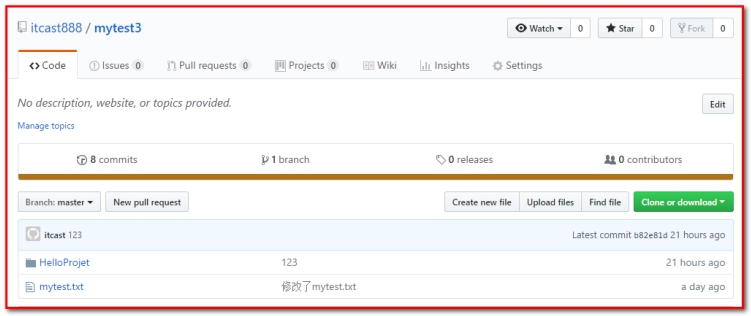 itcast888 / mytest3
Watch 0 Star 0 Fork 0
Code Issues 0 Pull requests 0 Projects 0 Wiki Insights Settings
No description, website, or topics provided. Edit
Manage topics
8 commits 1 branch 0 releases 0 contributors
Branch: master New pull request Create new file Upload files Find file Clone or download
itcast 123 Latest commit b82e81d 21 hours ago
HelloProjet 123 21 hours ago
mytest.txt 修改了mytest.txt a day ago